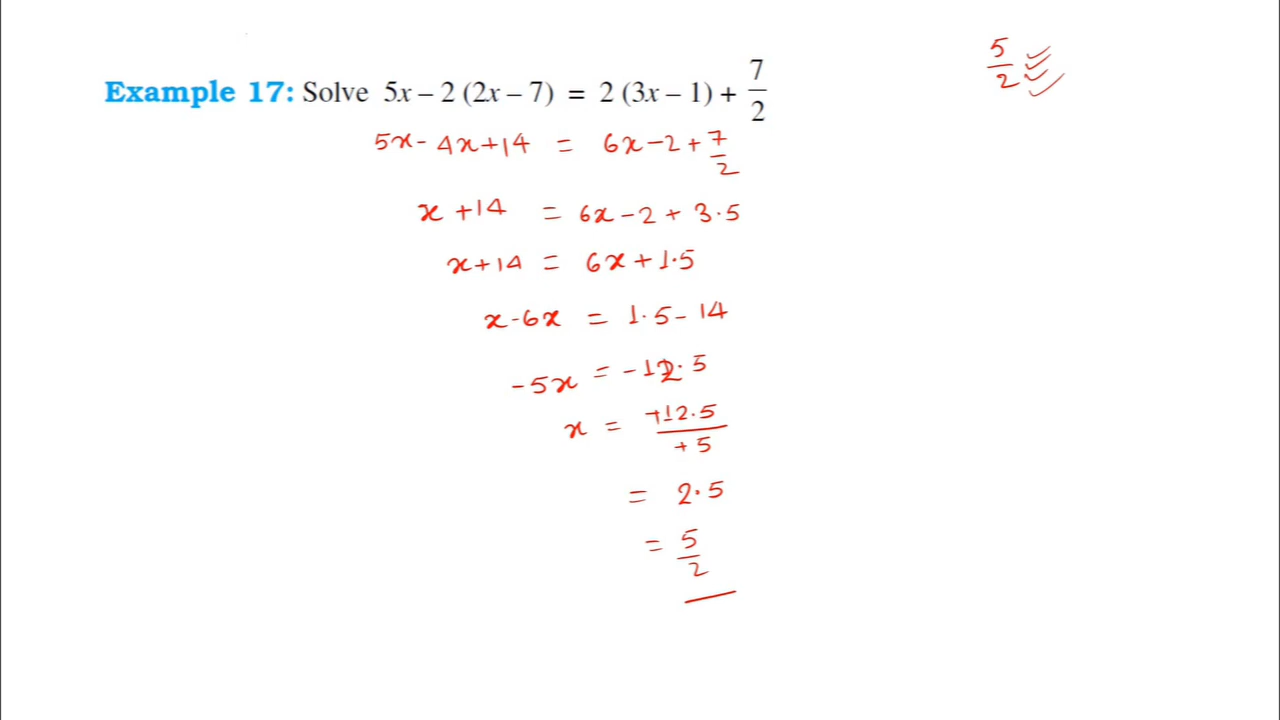 Example 17: Solve 5x – 2 (2x – 7) = 2 (3x – 1) + 7/2
5/2
5x - 4x + 14 = 6x - 2 + 7/2
x + 14 = 6x - 2 + 3.5
x + 14 = 6x + 1.5
x - 6x = 1.5 - 14
-5x = -12.5
x = +12.5/+5
= 2.5
= 5/2